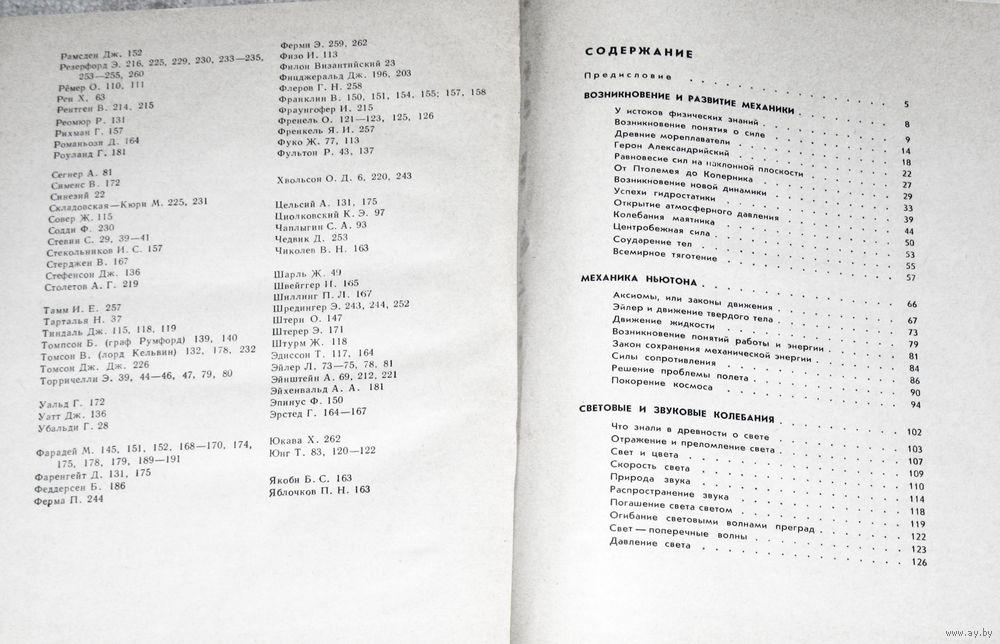 Рамсден Дж. 152
Резерфорд Э. 216, 225, 229, 230, 233—235,
253—255, 260
Рёмер О. 110, 111
Рен Х. 63
Рентген В. 214, 215
Реомюр Р. 131
Рихман Г. 157
Романьози Д. 164
Роуланд Г. 181
Сегнер А. 81
Сименс В. 172
Синезий 22
Складовская—Кюри М. 225, 231
Совер Ж. 115
Содди Ф. 230
Стевин С. 29, 39—41
Стекольников И. С. 157
Стерджен В. 167
Стефенсон Дж. 136
Столетов А. Г. 219
Тамм И. Е. 257
Тарталья Н. 37
Тиндаль Дж. 115, 118, 119
Томпсон Б. (граф Румфорд) 139, 140
Томсон В. (лорд Кельвин) 132, 178, 232
Томсон Дж. Дж. 226
Торричелли Э. 39, 44—46, 47, 79, 80
Уальд Г. 172
Уатт Дж. 136
Убальди Г. 28
Фарадей М. 145, 151, 152, 168—170, 174,
175, 178, 179, 189—191
Фаренгейт Д. 131, 175
Феддерсен Б. 186
Ферма П. 244
Ферми Э. 259, 262
Физо И. 113
Филон Византийский 23
Фицджеральд Дж. 196, 203
Флеров Г. Н. 258
Франклин В. 150, 151, 154, 155; 157, 158
Фраунгофер И. 215
Френель О. 121—123, 125, 126
Френкель Я. И. 257
Фуко Ж. 77, 113
Фультон Р. 43, 137
Хвольсон О. Д. 6, 220, 243
Цельсий А. 131, 175
Циолковский К. Э. 97
Чаплыгин С. А. 93
Чедвик Д. 253
Чиколев В. Н. 163
Шарль Ж. 49
Швейггер И. 165
Шиллинг П. Л. 167
Шредингер Э. 243, 244, 252
Штерн О. 147
Штерер Э. 171
Штурм Ж. 118
Эдиссон Т. 117, 164
Эйлер Л. 73—75, 78, 81
Эйнштейн А. 69, 212, 221
Эйхенвальд А. А. 181
Эпинус Ф. 150
Эрстед Г. 164—167
Юкава Х. 262
Юнг Т. 83, 120—122
Якоби Б. С. 163
Яблочков П. Н. 163
СОДЕРЖАНИЕ
Предисловие . . . 5
ВОЗНИКНОВЕНИЕ И РАЗВИТИЕ МЕХАНИКИ . . . 8
У истоков физических знаний . . . 9
Возникновение понятия о силе . . . 14
Древние мореплаватели . . . 18
Герон Александрийский . . . 22
Равновесие сил на наклонной плоскости . . . 27
От Птолемея до Коперника . . . 29
Возникновение новой динамики . . . 33
Успехи гидростатики . . . 39
Открытие атмосферного давления . . . 44
Колебания маятника . . . 50
Центробежная сила . . . 53
Соударение тел . . . 55
Всемирное тяготение . . . 57
МЕХАНИКА НЬЮТОНА . . . 66
Аксиомы, или законы движения . . . 67
Эйлер и движение твердого тела . . . 73
Движение жидкости . . . 79
Возникновение понятий работы и энергии . . . 81
Закон сохранения механической энергии . . . 84
Силы сопротивления . . . 86
Решение проблемы полета . . . 90
Покорение космоса . . . 94
СВЕТОВЫЕ И ЗВУКОВЫЕ КОЛЕБАНИЯ . . . 102
Что знали в древности о свете . . . 103
Отражение и преломление света . . . 107
Свет и цвета . . . 109
Скорость света . . . 110
Природа звука . . . 114
Распространение звука . . . 118
Погашение света светом . . . 119
Огибание световыми волнами преград . . . 122
Свет — поперечные волны . . . 123
Давление света . . . 126
www.ay.by